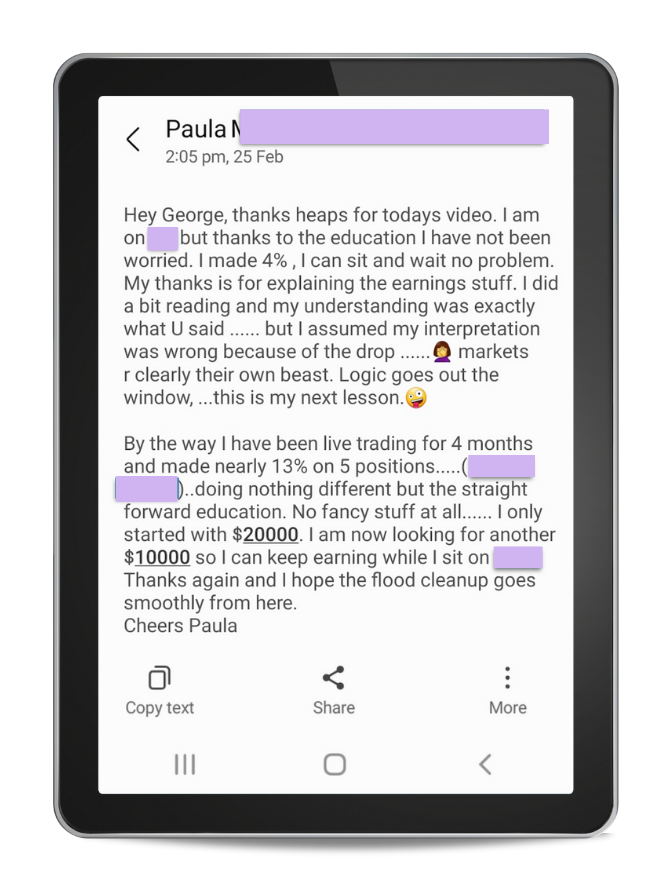 Paula
2:05 pm, 25 Feb
Hey George, thanks heaps for todays video. I am
on but thanks to the education I have not been
worried. I made 4% , I can sit and wait no problem.
My thanks is for explaining the earnings stuff. I did
a bit reading and my understanding was exactly
what U said ...... but I assumed my interpretation
was wrong because of the drop ......🤦‍♀️ markets
r clearly their own beast. Logic goes out the
window, ...this is my next lesson.🤪
By the way I have been live trading for 4 months
and made nearly 13% on 5 positions.....(
)..doing nothing different but the straight
forward education. No fancy stuff at all...... I only
started with $20000. I am now looking for another
$10000 so I can keep earning while I sit on
Thanks again and I hope the flood cleanup goes
smoothly from here.
Cheers Paula
Copy text Share More